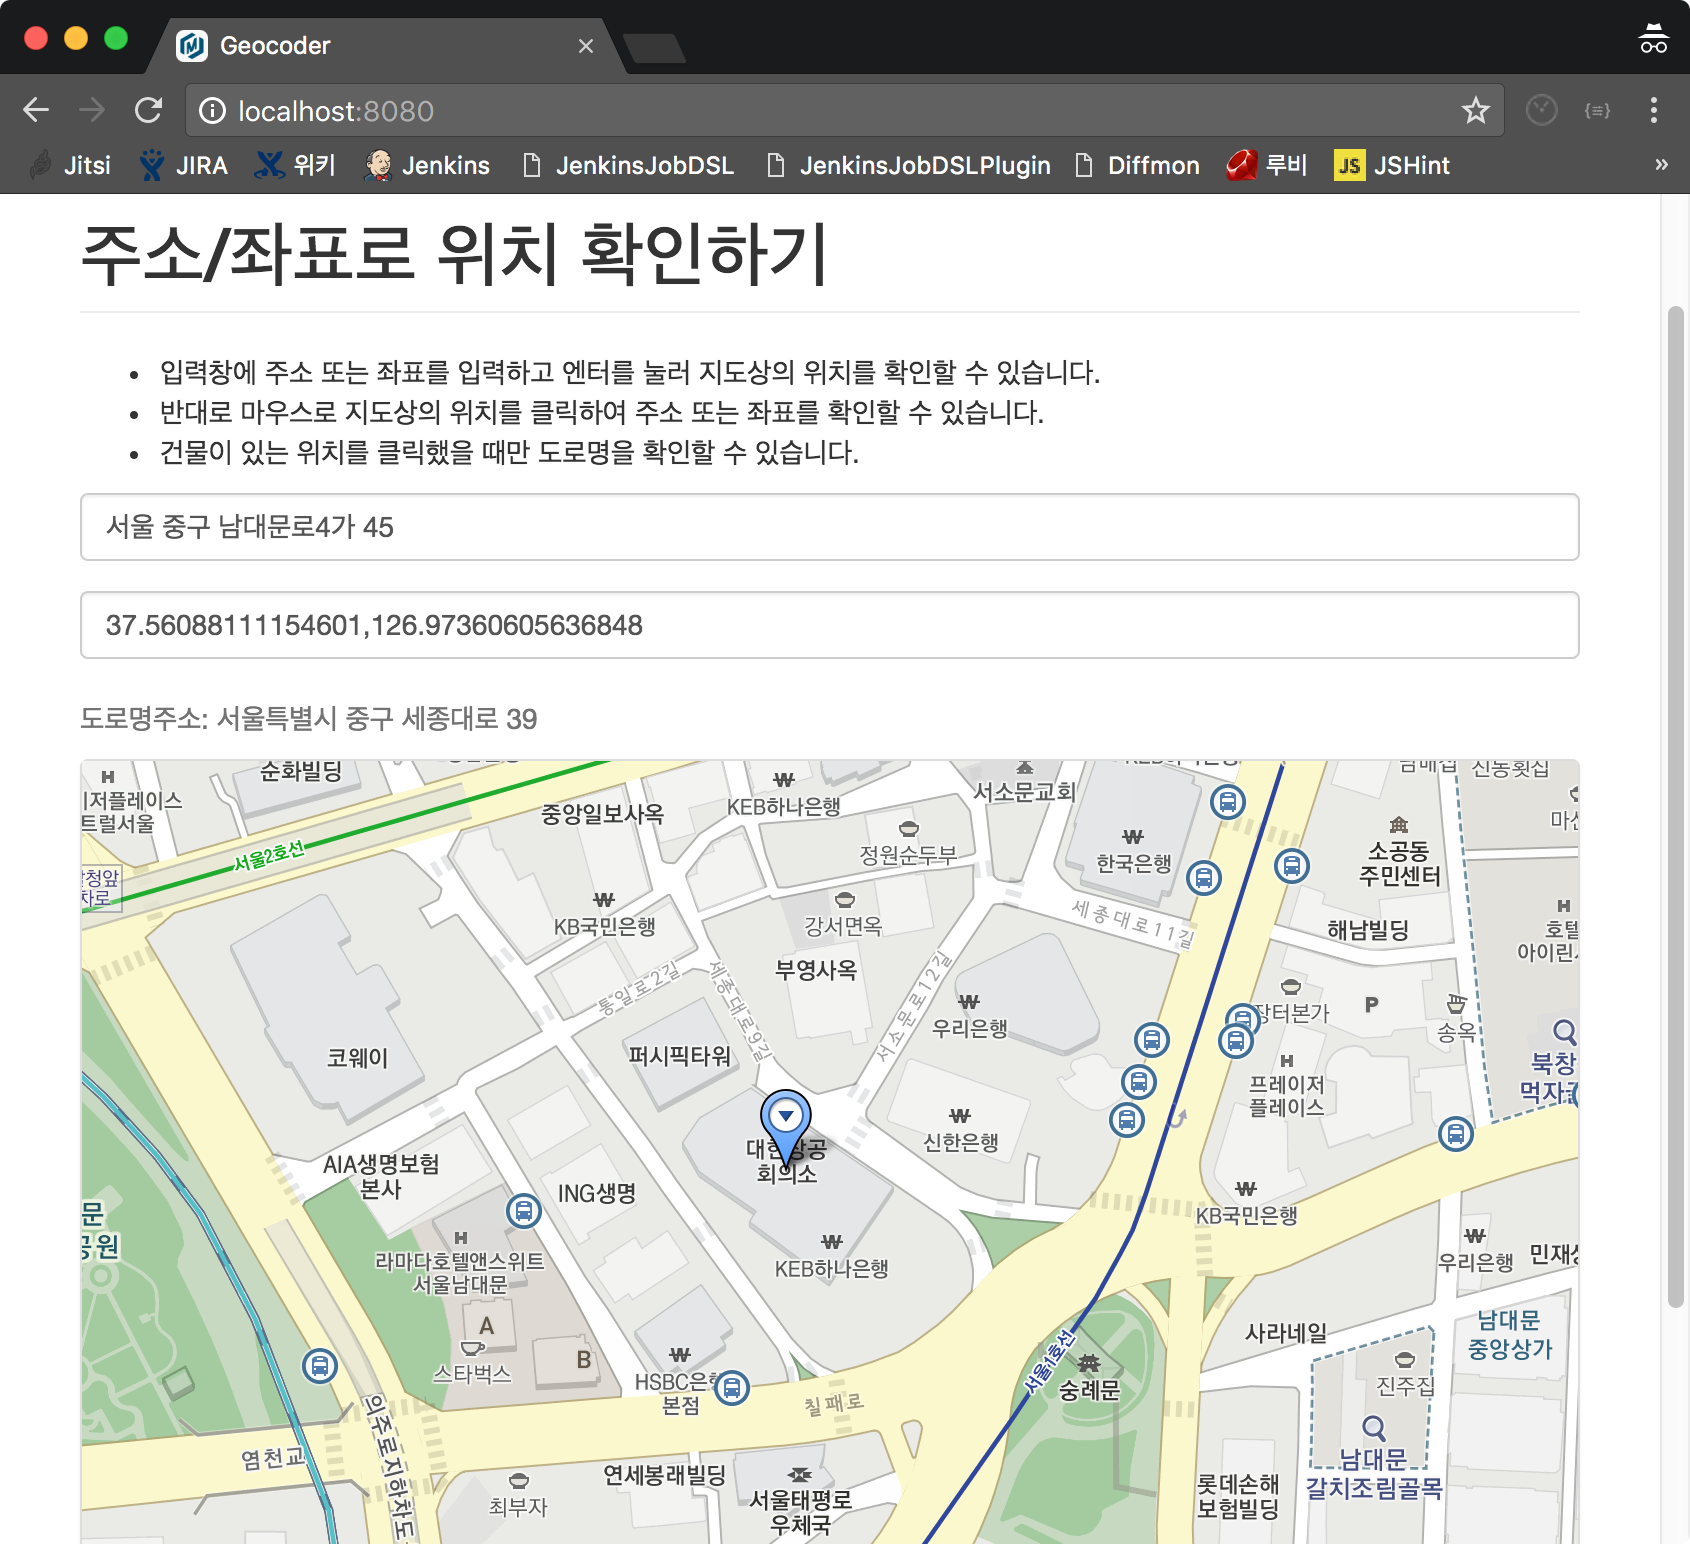 Geocoder
localhost:8080
Jitsi
JIRA
위키
Jenkins
JenkinsJobDSL
JenkinsJobDSLPlugin
Diffmon
루비
JS
JSHint
»
주소/좌표로 위치 확인하기
입력창에 주소 또는 좌표를 입력하고 엔터를 눌러 지도상의 위치를 확인할 수 있습니다.
반대로 마우스로 지도상의 위치를 클릭하여 주소 또는 좌표를 확인할 수 있습니다.
건물이 있는 위치를 클릭했을 때만 도로명을 확인할 수 있습니다.
서울 중구 남대문로4가 45
37.56088111154601,126.97360605636848
도로명주소: 서울특별시 중구 세종대로 39
H
순화빌딩
저플레이스
트럴서울
서울2호선
청앞
차로
중앙일보사옥
KEB하나은행
서소문교회
정원순두부
한국은행
소공동
주민센터
세종대로11길
H
호텔
해남빌딩
강서면옥
KB국민은행
부영사옥
통일로2길
세종대로9길
서소문로12길
우리은행
장터본가
P
송옥
북창
코웨이
퍼시픽타워
H
프레이저
플레이스
신한은행
회의소
AIA생명보험
본사
ING생명
KB국민은행
문
공원
H
라마다호텔앤스위트
서울남대문
KEB하나은행
우리은행
A
스타벅스
B
HSBC은
본점
칠패로
서울1호선
숭례문
사라네일
남대문
중앙상가
진주집
남대문
갈치조림골목
염천교
의주로지하차도
최부자
연세봉래빌딩
서울태평로
우체국
롯데손해
보험빌딩